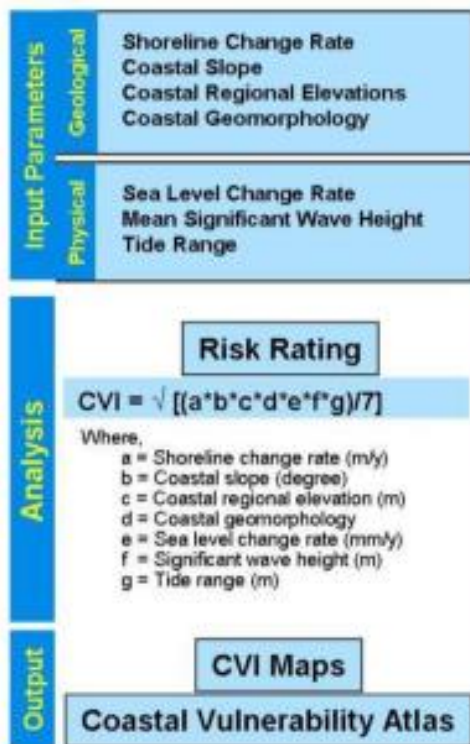 Input Parameters
Geological
Shoreline Change Rate
Coastal Slope
Coastal Regional Elevations
Coastal Geomorphology
Physical
Sea Level Change Rate
Mean Significant Wave Height
Tide Range
Analysis
Risk Rating
CVI = √ [(a*b*c*d*e*f*g)/7]
Where,
a = Shoreline change rate (m/y)
b = Coastal slope (degree)
c = Coastal regional elevation (m)
d = Coastal geomorphology
e = Sea level change rate (mm/y)
f = Significant wave height (m)
g = Tide range (m)
Output
CVI Maps
Coastal Vulnerability Atlas